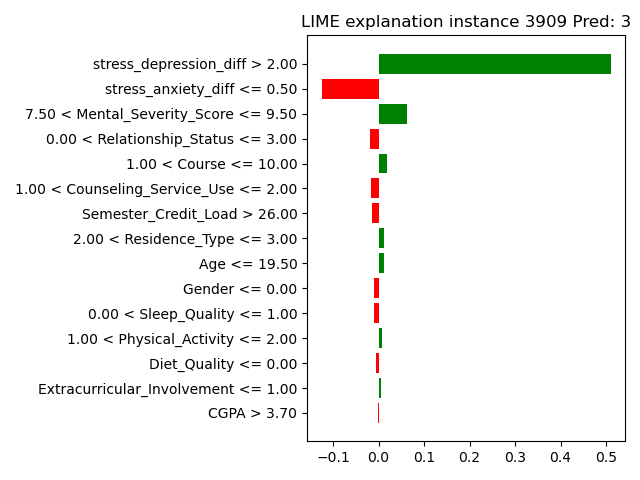 LIME explanation instance 3909 Pred: 3
stress_depression_diff > 2.00
stress_anxiety_diff <= 0.50
7.50 < Mental_Severity_Score <= 9.50
0.00 < Relationship_Status <= 3.00
1.00 < Course <= 10.00
1.00 < Counseling_Service_Use <= 2.00
Semester_Credit_Load > 26.00
2.00 < Residence_Type <= 3.00
Age <= 19.50
Gender <= 0.00
0.00 < Sleep_Quality <= 1.00
1.00 < Physical_Activity <= 2.00
Diet_Quality <= 0.00
Extracurricular_Involvement <= 1.00
CGPA > 3.70
−0.1 0.0 0.1 0.2 0.3 0.4 0.5